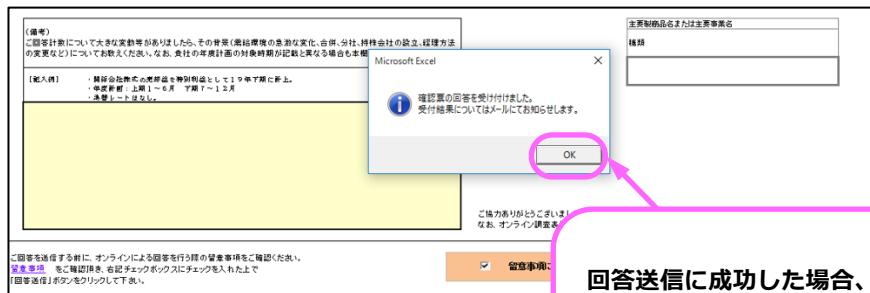 (備考)
ご回答計数について大きな変動等がありましたら、その背景(需給環境の急激な変化、合併、分社、持株会社の設立、経理方法
の変更など)についてお教えください。なお、貴社の年度計画の対象時期が記載と異なる場合も本欄
【記入例】
・関係会社株式の売却益を特別利益として19年下期に計上。
・年度計画:上期1~6月 下期7~12月
・為替レートはなし。
主要製商品名または主要事業名
種類
Microsoft Excel
確認票の回答を受け付けました。
受付結果についてはメールにてお知らせします。
OK
ご協力ありがとうございまし
なお、オンライン調査表
ご回答を送信する前に、オンラインによる回答を行う際の留意事項をご確認ください。
留意事項 をご確認頂き、右記チェックボックスにチェックを入れた上で
「回答送信」ボタンをクリックして下さい。
留意事項
回答送信に成功した場合、